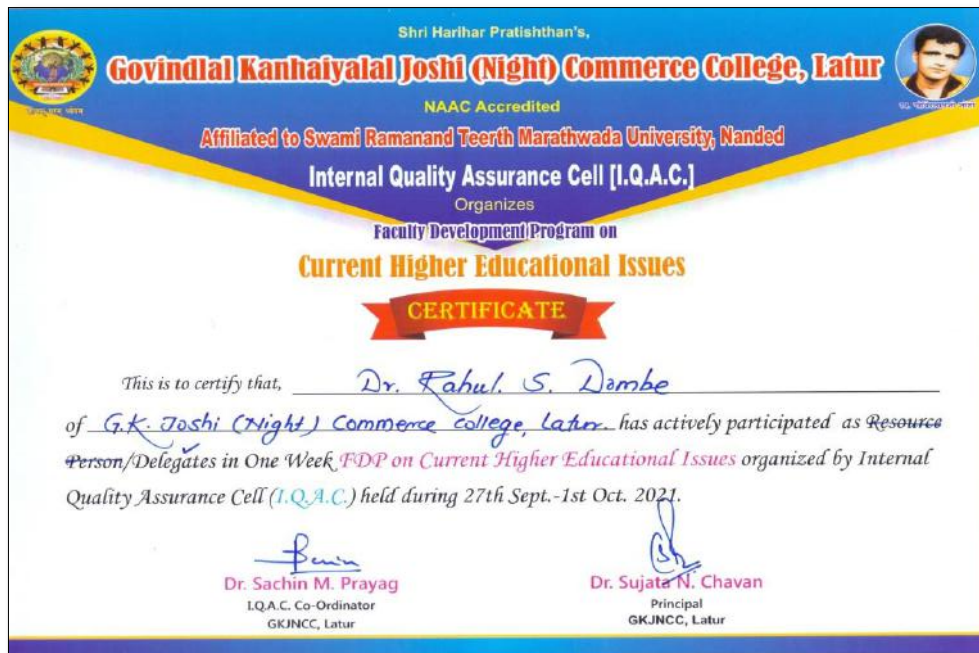 Shri Harihar Pratishthan's,
Govindlal Kanhaiyalal Joshi (Night) Commerce College, Latur
NAAC Accredited
Affiliated to Swami Ramanand Teerth Marathwada University, Nanded
Internal Quality Assurance Cell [I.Q.A.C.]
Organizes
Faculty Development Program on
Current Higher Educational Issues
CERTIFICATE
This is to certify that, Dr. Rahul. S. Dombe
of G.K. Joshi (Night) Commerce college, Latur. has actively participated as Resource
Person/Delegates in One Week FDP on Current Higher Educational Issues organized by Internal
Quality Assurance Cell (I.Q.A.C.) held during 27th Sept.-1st Oct. 2021.
Dr. Sachin M. Prayag
I.Q.A.C. Co-Ordinator
GKJNCC, Latur
Dr. Sujata N. Chavan
Principal
GKJNCC, Latur